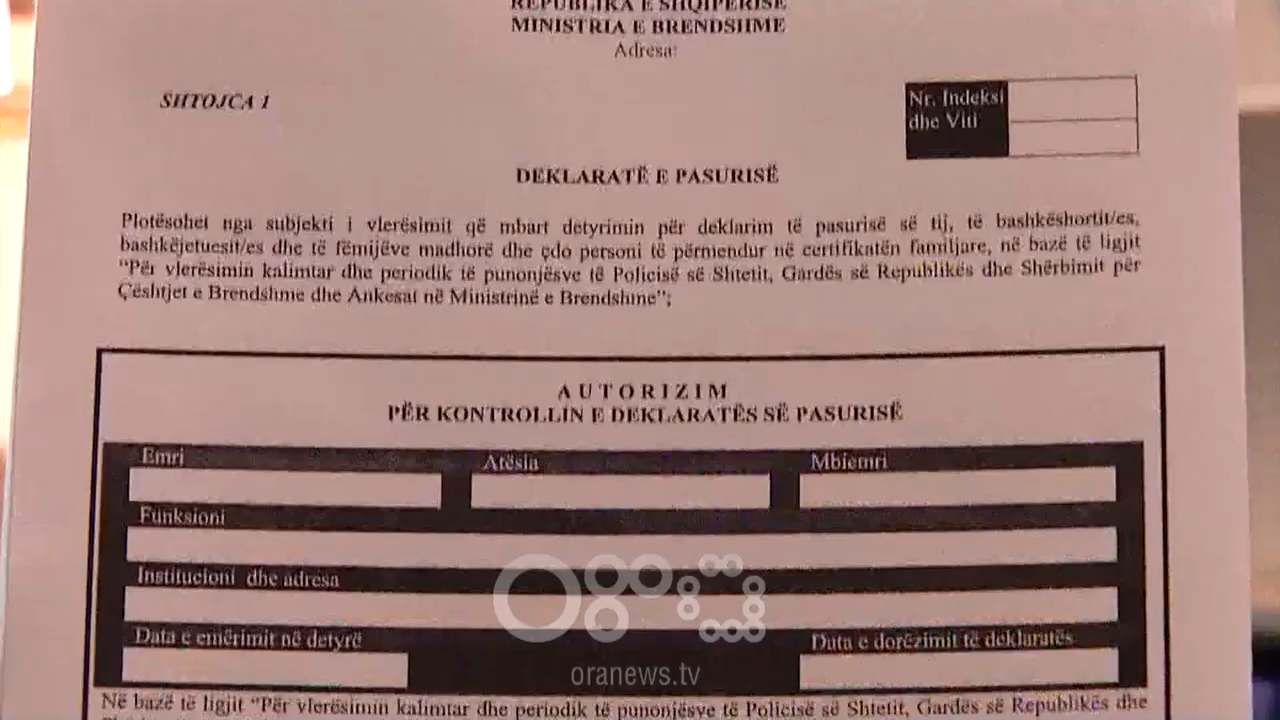 REPUBLIKA E SHQIPËRISË
MINISTRIA E BRENDSHME
Adresa:
SHTOJCA 1
Nr. Indeksi
dhe Viti
DEKLARATË E PASURISË
Plotësohet nga subjekti i vlerësimit që mbart detyrimin për deklarim të pasurisë së tij, të bashkëshortit/es,
bashkëjetuesit/es dhe të fëmijëve madhorë dhe çdo personi të përmendur në certifikatën familjare, në bazë të ligjit
"Për vlerësimin kalimtar dhe periodik të punonjësve të Policisë së Shtetit, Gardës së Republikës dhe Shërbimit për
Çështjet e Brendshme dhe Ankesat në Ministrinë e Brendshme";
AUTORIZIM
PËR KONTROLLIN E DEKLARATËS SË PASURISË
Emri Atësia Mbiemri
Funksioni
Institucioni dhe adresa
Data e emërimit në detyrë Data e dorëzimit të deklaratës
oranews.tv
Në bazë të ligjit "Për vlerësimin kalimtar dhe periodik të punonjësve të Policisë së Shtetit, Gardës së Republikës dhe